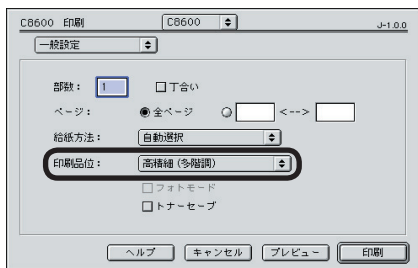 C8600 印刷 C8600 J-1.0.0
一般設定
部数： 1 丁合い
ページ： 全ページ <-->
給紙方法： 自動選択
印刷品位： 高精細（多階調）
フォトモード
トナーセーブ
ヘルプ キャンセル プレビュー 印刷